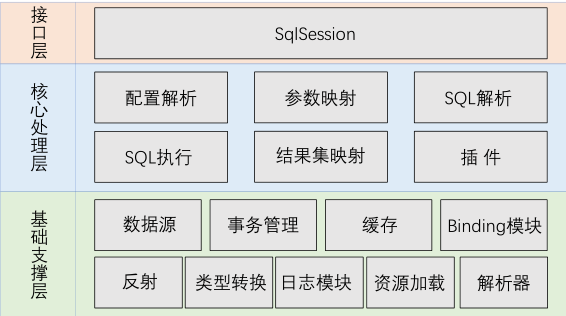 接口层
SqlSession
核心处理层
配置解析
参数映射
SQL解析
SQL执行
结果集映射
插 件
基础支撑层
数据源
事务管理
缓存
Binding模块
反射
类型转换
日志模块
资源加载
解析器